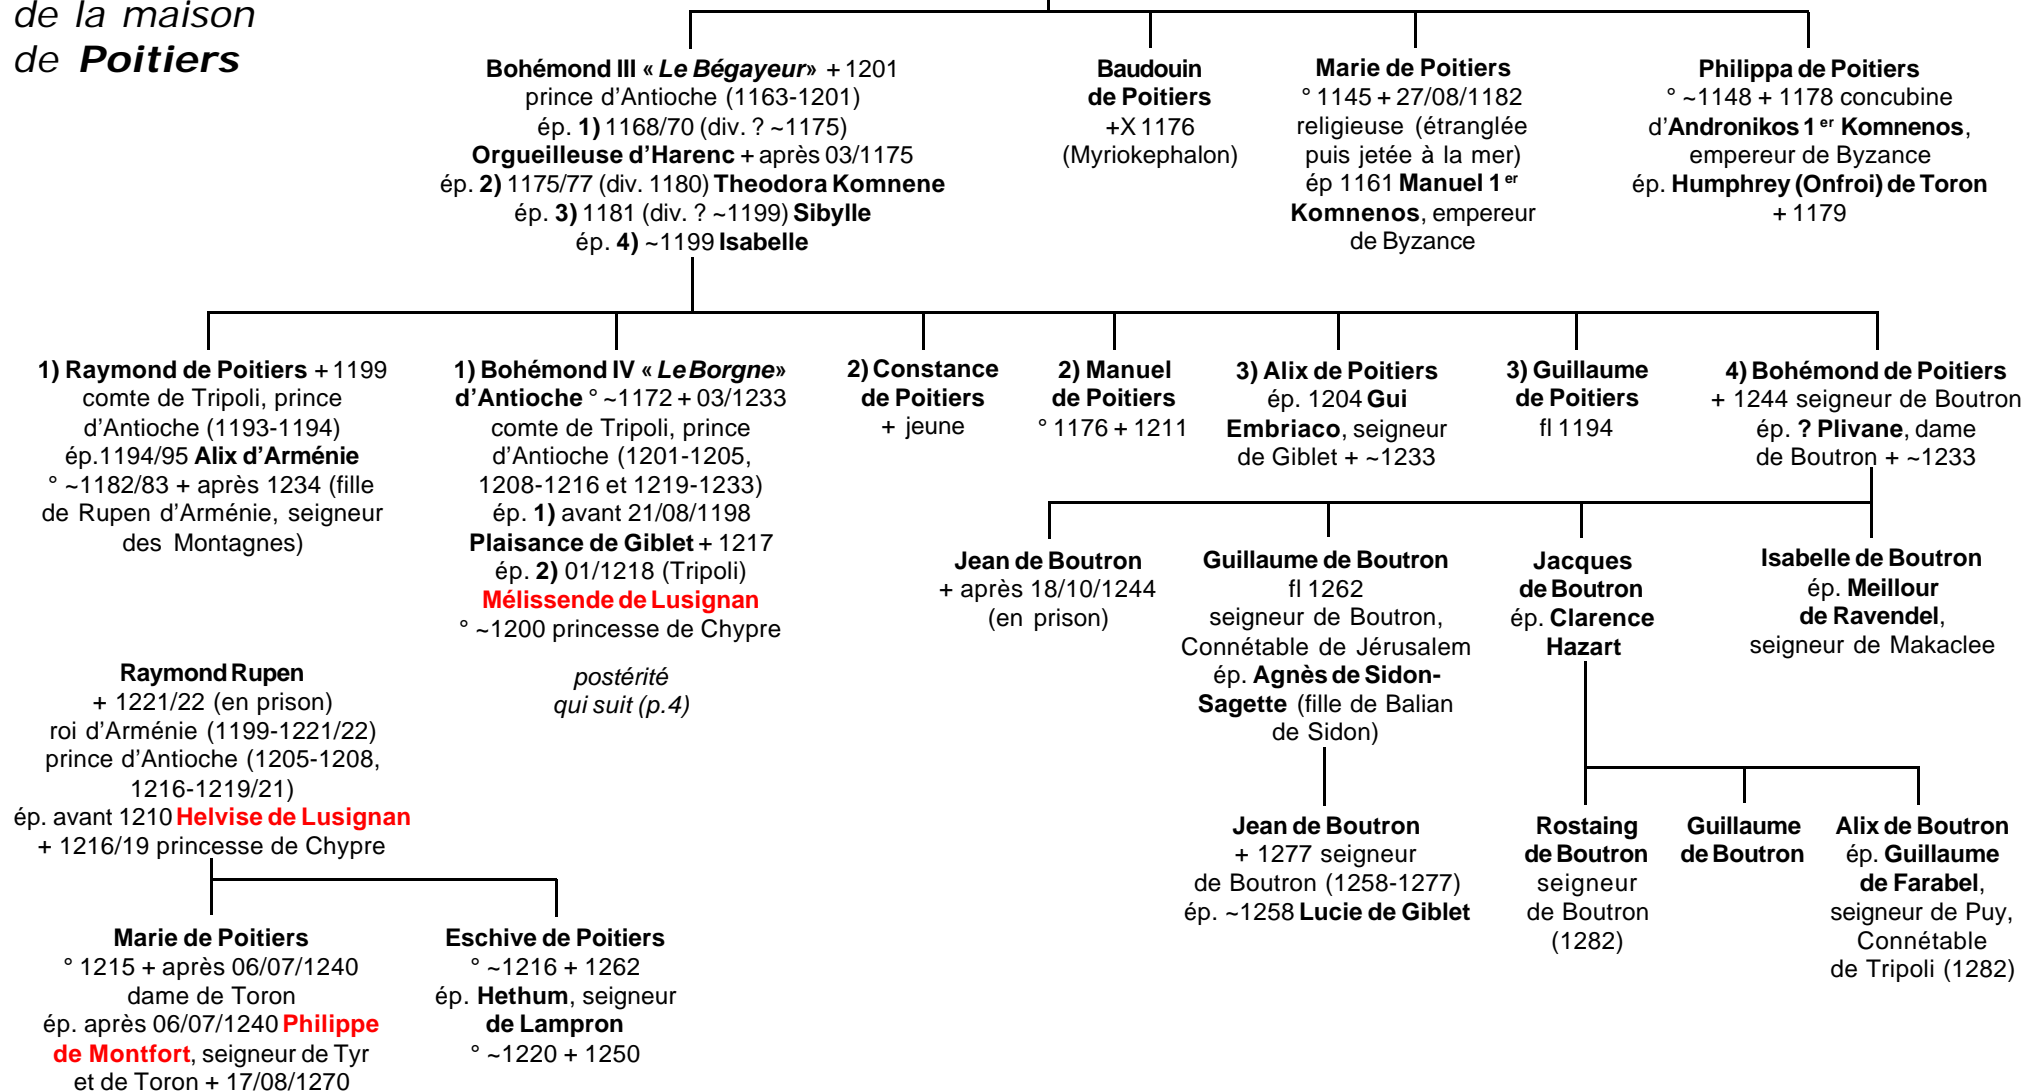 de la maison
de Poitiers
Bohémond III « Le Bégayeur» + 1201
prince d'Antioche (1163-1201)
ép. 1) 1168/70 (div. ? ~1175)
Orgueilleuse d'Harenc + après 03/1175
ép. 2) 1175/77 (div. 1180) Theodora Komnene
ép. 3) 1181 (div. ? ~1199) Sibylle
ép. 4) ~1199 Isabelle
Baudouin
de Poitiers
+X 1176
(Myriokephalon)
Marie de Poitiers
° 1145 + 27/08/1182
religieuse (étranglée
puis jetée à la mer)
ép 1161 Manuel 1er
Komnenos, empereur
de Byzance
Philippa de Poitiers
° ~1148 + 1178 concubine
d'Andronikos 1er Komnenos,
empereur de Byzance
ép. Humphrey (Onfroi) de Toron
+ 1179
1) Raymond de Poitiers + 1199
comte de Tripoli, prince
d'Antioche (1193-1194)
ép.1194/95 Alix d'Arménie
° ~1182/83 + après 1234 (fille
de Rupen d'Arménie, seigneur
des Montagnes)
1) Bohémond IV « Le Borgne»
d'Antioche ° ~1172 + 03/1233
comte de Tripoli, prince
d'Antioche (1201-1205,
1208-1216 et 1219-1233)
ép. 1) avant 21/08/1198
Plaisance de Giblet + 1217
ép. 2) 01/1218 (Tripoli)
Mélissende de Lusignan
° ~1200 princesse de Chypre
postérité
qui suit (p.4)
2) Constance
de Poitiers
+ jeune
2) Manuel
de Poitiers
° 1176 + 1211
3) Alix de Poitiers
ép. 1204 Gui
Embriaco, seigneur
de Giblet + ~1233
3) Guillaume
de Poitiers
fl 1194
4) Bohémond de Poitiers
+ 1244 seigneur de Boutron
ép. ? Plivane, dame
de Boutron + ~1233
Jean de Boutron
+ après 18/10/1244
(en prison)
Guillaume de Boutron
fl 1262
seigneur de Boutron,
Connétable de Jérusalem
ép. Agnès de Sidon-
Sagette (fille de Balian
de Sidon)
Jacques
de Boutron
ép. Clarence
Hazart
Isabelle de Boutron
ép. Meillour
de Ravendel,
seigneur de Makaclee
Raymond Rupen
+ 1221/22 (en prison)
roi d'Arménie (1199-1221/22)
prince d'Antioche (1205-1208,
1216-1219/21)
ép. avant 1210 Helvise de Lusignan
+ 1216/19 princesse de Chypre
Jean de Boutron
+ 1277 seigneur
de Boutron (1258-1277)
ép. ~1258 Lucie de Giblet
Rostaing
de Boutron
seigneur
de Boutron
(1282)
Guillaume
de Boutron
Alix de Boutron
ép. Guillaume
de Farabel,
seigneur de Puy,
Connétable
de Tripoli (1282)
Marie de Poitiers
° 1215 + après 06/07/1240
dame de Toron
ép. après 06/07/1240 Philippe
de Montfort, seigneur de Tyr
et de Toron + 17/08/1270
Eschive de Poitiers
° ~1216 + 1262
ép. Hethum, seigneur
de Lampron
° ~1220 + 1250